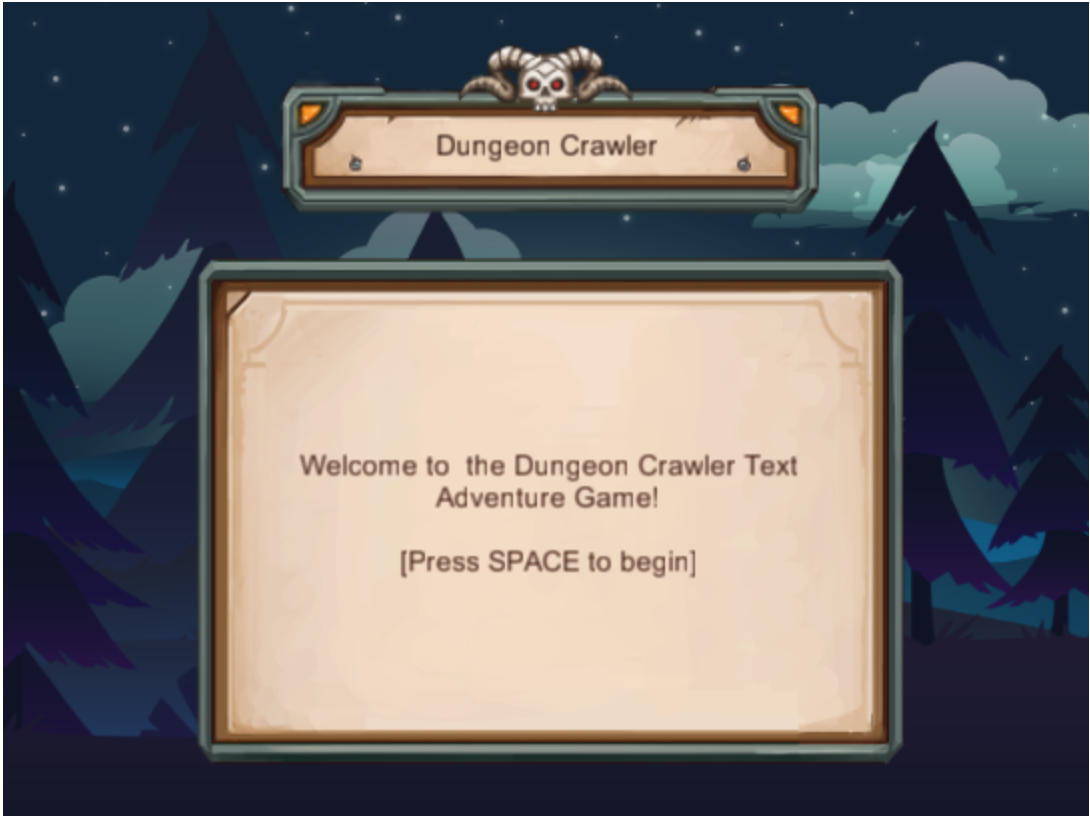 Dungeon Crawler
Welcome to  the Dungeon Crawler Text
Adventure Game!
[Press SPACE to begin]